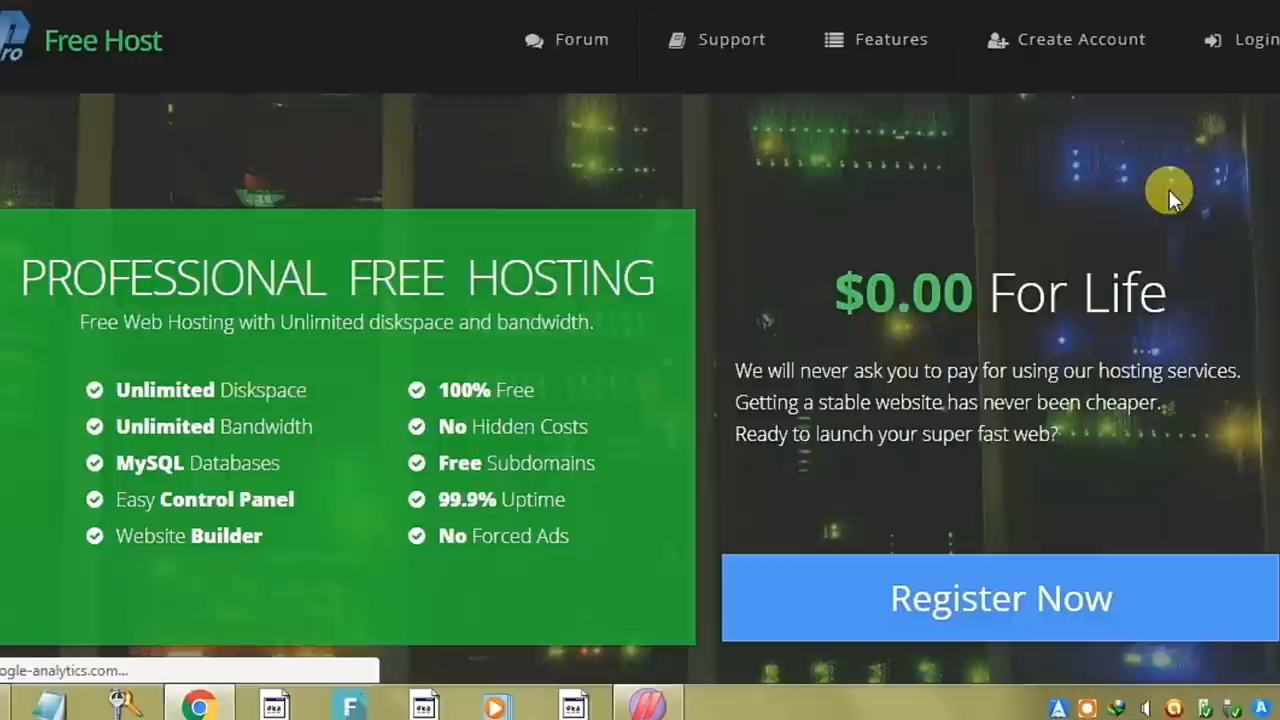 ro Free Host
Forum
Support
Features
Create Account
Login
PROFESSIONAL FREE HOSTING
Free Web Hosting with Unlimited diskspace and bandwidth.
Unlimited Diskspace
Unlimited Bandwidth
MySQL Databases
Easy Control Panel
Website Builder
100% Free
No Hidden Costs
Free Subdomains
99.9% Uptime
No Forced Ads
$0.00 For Life
We will never ask you to pay for using our hosting services.
Getting a stable website has never been cheaper.
Ready to launch your super fast web?
Register Now
ogle-analytics.com...